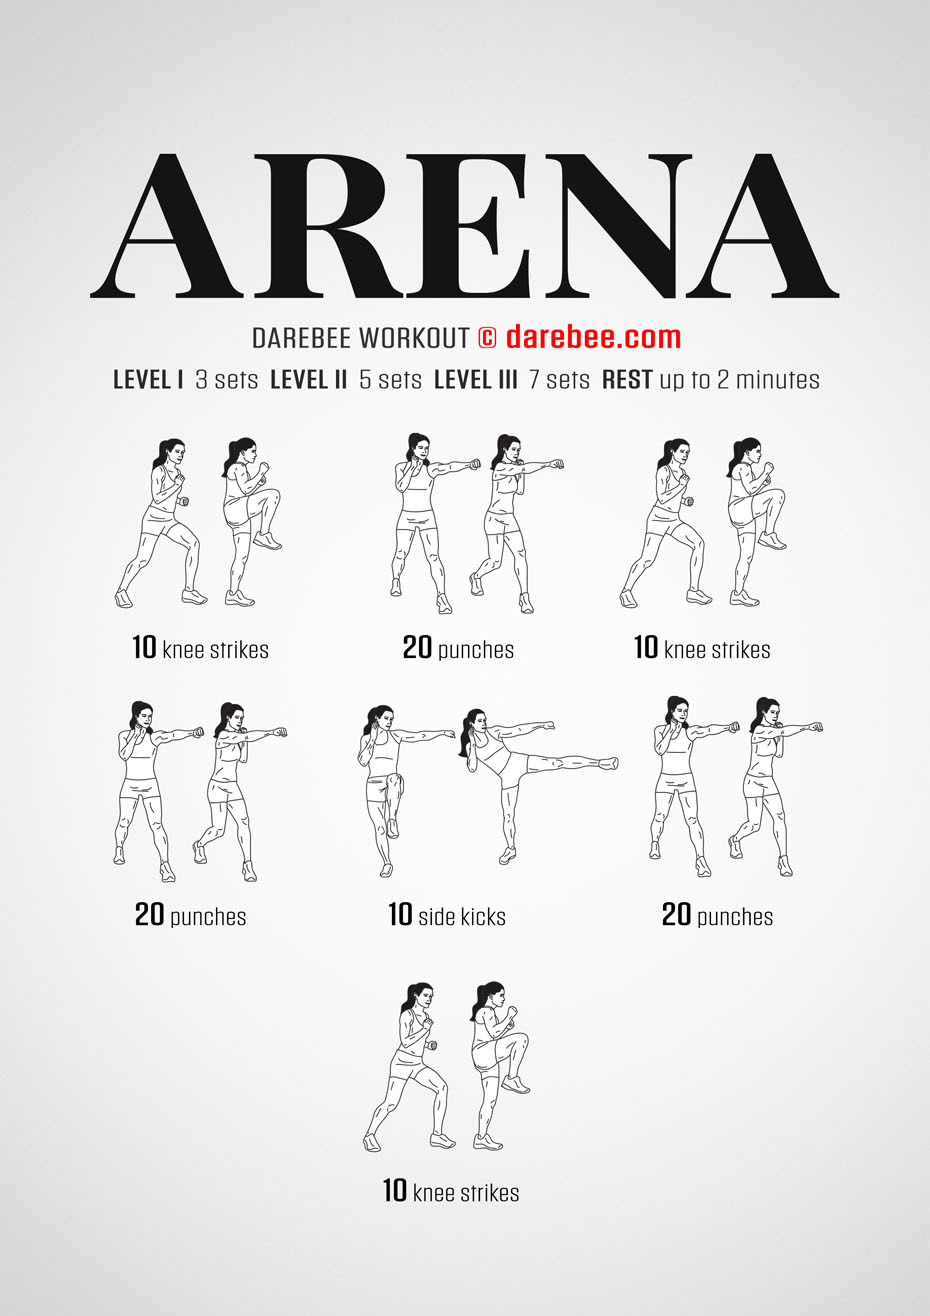 ARENA
DAREBEE WORKOUT © darebee.com
LEVEL I 3 sets LEVEL II 5 sets LEVEL III 7 sets REST up to 2 minutes
10 knee strikes
20 punches
10 knee strikes
20 punches
10 side kicks
20 punches
10 knee strikes